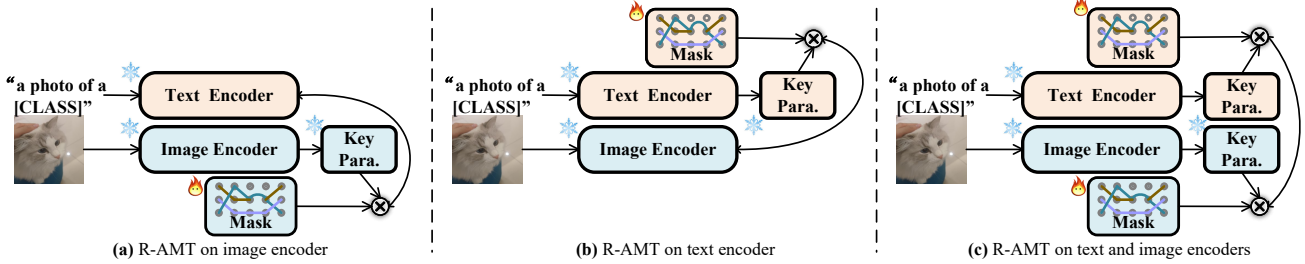 “a photo of a
[CLASS]”
Text Encoder
Image Encoder
Key
Para.
Mask
(a) R-AMT on image encoder
Mask
“a photo of a
[CLASS]”
Text Encoder
Key
Para.
Image Encoder
(b) R-AMT on text encoder
Mask
“a photo of a
[CLASS]”
Text Encoder
Key
Para.
Image Encoder
Key
Para.
Mask
(c) R-AMT on text and image encoders